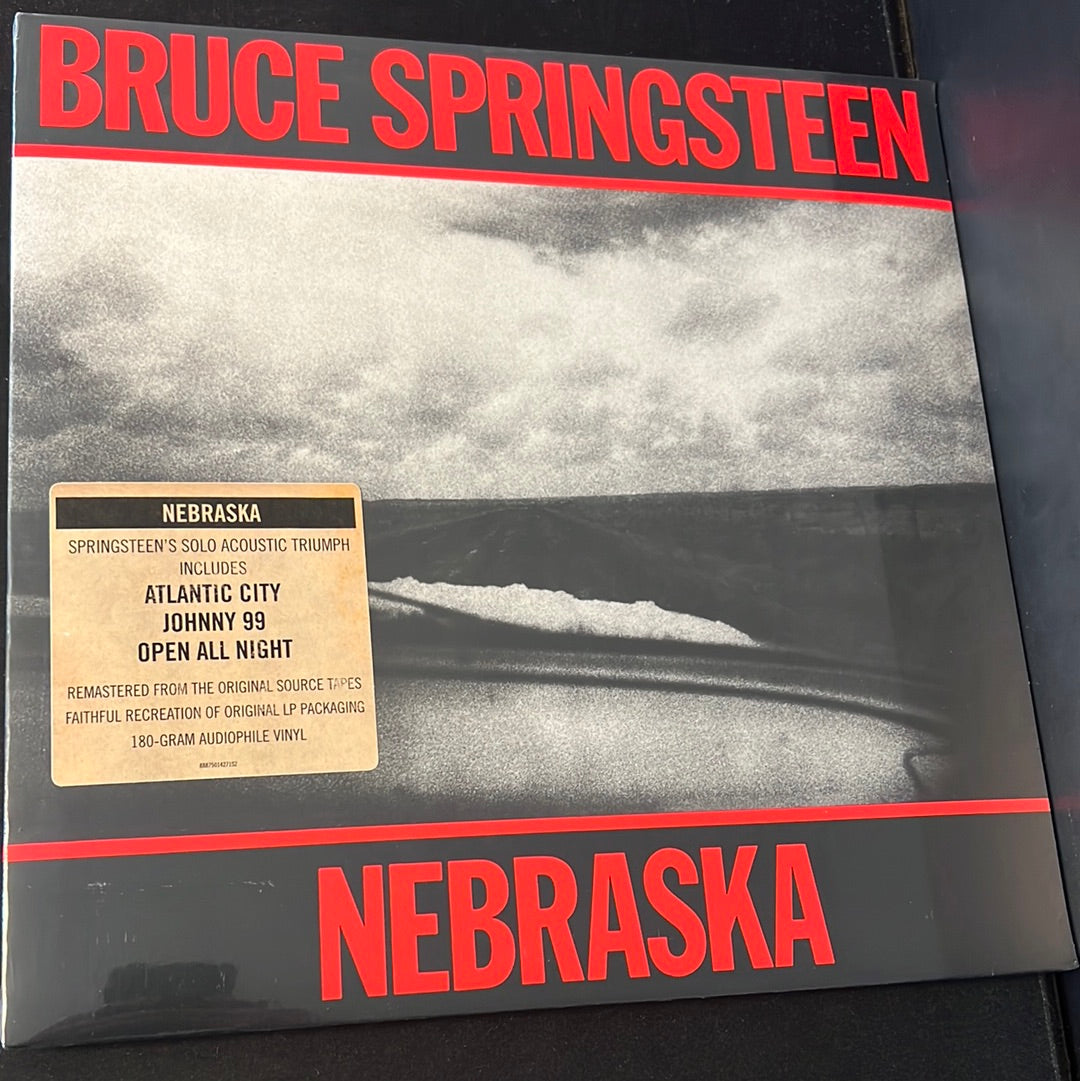 BRUCE SPRINGSTEEN
NEBRASKA
SPRINGSTEEN'S SOLO ACOUSTIC TRIUMPH
INCLUDES
ATLANTIC CITY
JOHNNY 99
OPEN ALL NIGHT
REMASTERED FROM THE ORIGINAL SOURCE TAPES
FAITHFUL RECREATION OF ORIGINAL LP PACKAGING
180-GRAM AUDIOPHILE VINYL
NEBRASKA